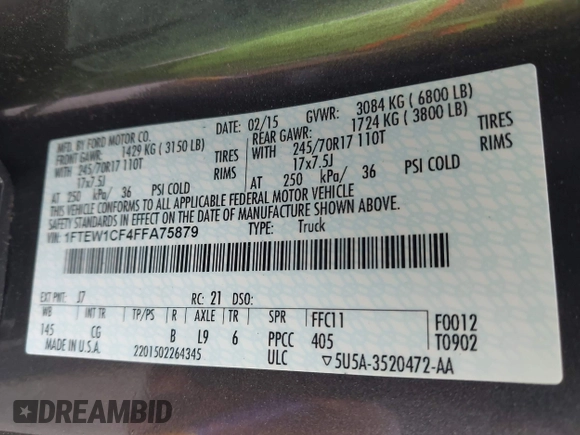 MFD. BY FORD MOTOR CO.
DATE: 02/15 GVWR: 3084 KG ( 6800 LB)
FRONT GAWR: 1429 KG ( 3150 LB) REAR GAWR: 1724 KG ( 3800 LB)
WITH 245/70R17 110T TIRES WITH 245/70R17 110T TIRES
17x7.5J RIMS 17x7.5J RIMS
AT 250 kPa/ 36 PSI COLD AT 250 kPa/ 36 PSI COLD
THIS VEHICLE CONFORMS TO ALL APPLICABLE FEDERAL MOTOR VEHICLE
SAFETY STANDARDS IN EFFECT ON THE DATE OF MANUFACTURE SHOWN ABOVE.
VIN: 1FTEW1CF4FFA75879 TYPE: Truck
EXT PNT: J7 RC: 21 DSO:
WB INT TR TP/PS R AXLE TR SPR FFC11 F0012
145 CG B L9 6 PPCC 405 T0902
MADE IN U.S.A. 2201502264345 ULC ▽5U5A-3520472-AA
DREAMBID